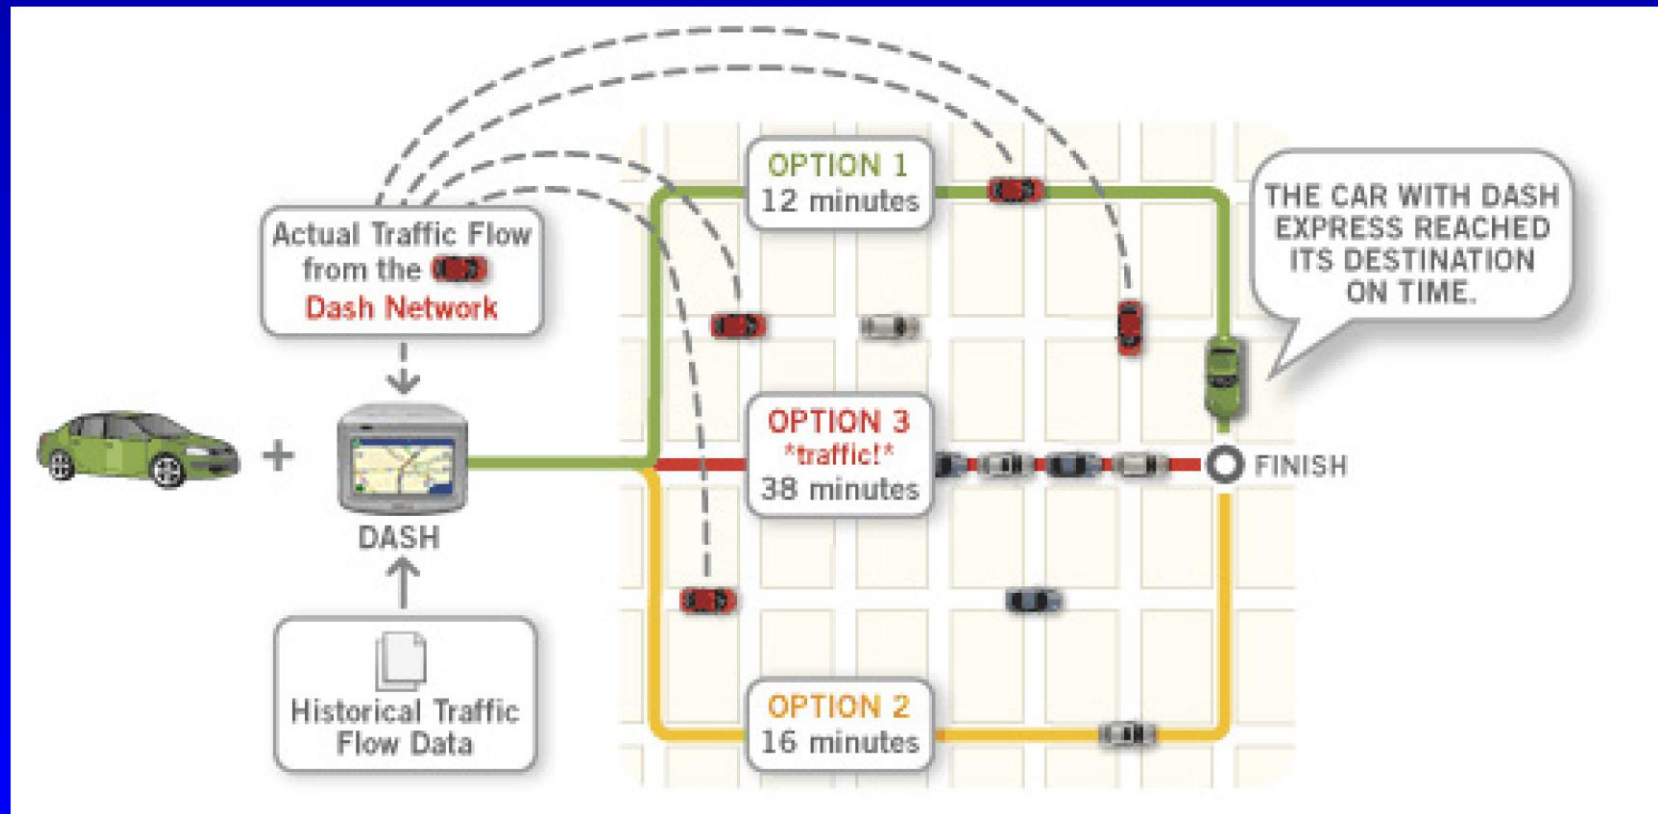 OPTION 1
12 minutes
THE CAR WITH DASH
EXPRESS REACHED
ITS DESTINATION
ON TIME.
Actual Traffic Flow
from the
Dash Network
OPTION 3
*traffic!*
38 minutes
FINISH
DASH
Historical Traffic
Flow Data
OPTION 2
16 minutes